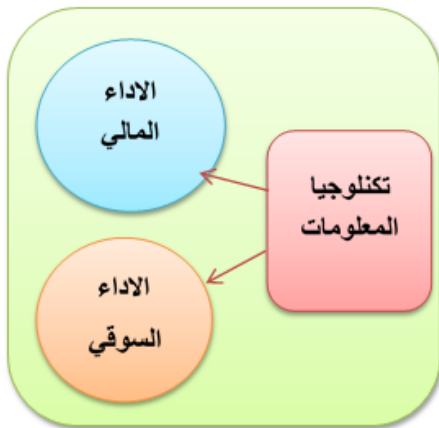 الاداء
المالي
تكنلوجيا
المعلومات
الاداء
السوقي